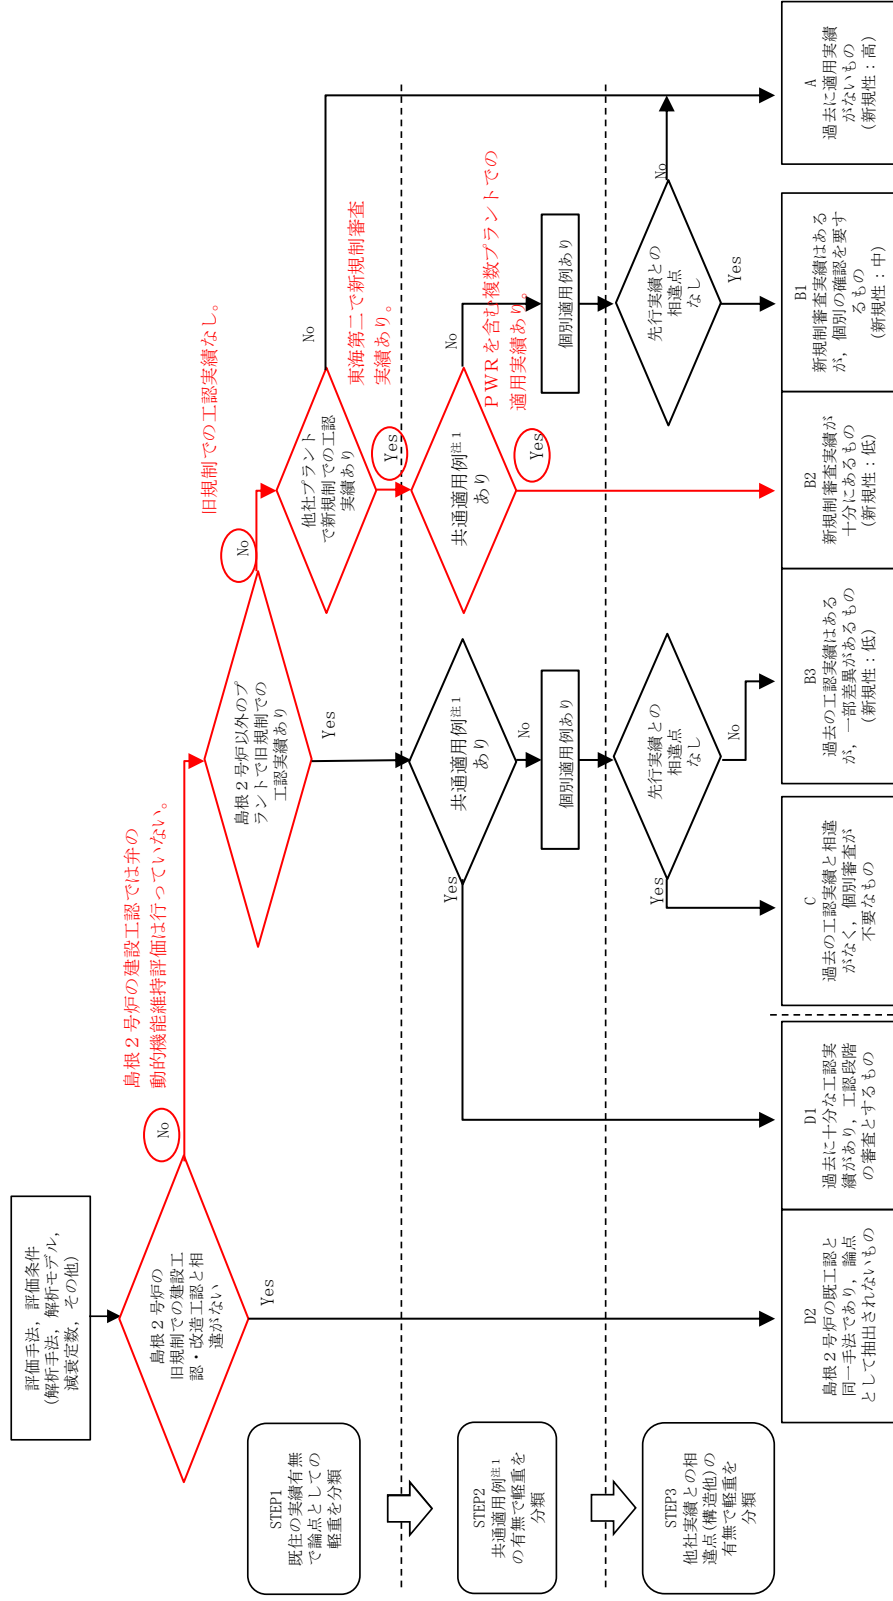 評価手法，評価条件
(解析手法，解析モデル，
減衰定数，その他)
島根２号炉の
旧規制での建設工
認・改造工認と相
違がない
No
Yes
島根２号炉の建設工認では弁の
動的機能維持評価は行っていない。
島根２号炉以外のプ
ラントで旧規制での
工認実績あり
No
Yes
旧規制での工認実績なし。
他社プラント
で新規制での工認
実績あり
No
Yes
東海第二で新規制審査
実績あり。
STEP1
既往の実績有無
で論点としての
軽重を分類
STEP2
共通適用例注１
の有無で軽重を
分類
STEP3
他社実績との相
違点(構造他)の
有無で軽重を
分類
共通適用例注１
あり
Yes
No
個別適用例あり
先行実績との
相違点
なし
Yes
No
共通適用例注１
あり
No
Yes
ＰＷＲを含む複数プラントでの
適用実績あり。
個別適用例あり
先行実績との
相違点
なし
No
Yes
D2
島根２号炉の既工認と
同一手法であり，論点
として抽出されないもの
D1
過去に十分な工認実
績があり，工認段階
の審査とするもの
C
過去の工認実績と相違
がなく，個別審査が
不要なもの
B3
過去の工認実績はある
が，一部差異があるもの
(新規性：低)
B2
新規制審査実績が
十分にあるもの
(新規性：低)
B1
新規制審査実績はある
が，個別の確認を要す
るもの
(新規性：中)
A
過去に適用実績
がないもの
(新規性：高)